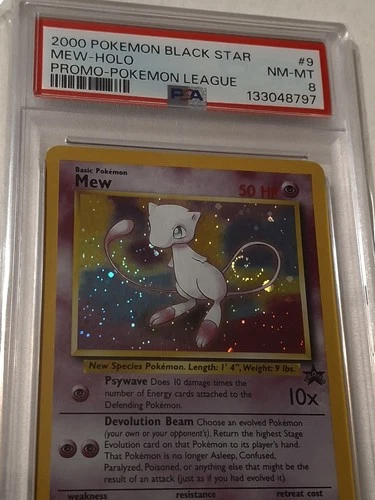 2000 POKEMON BLACK STAR #9
MEW-HOLO NM-MT
PROMO-POKEMON LEAGUE 8
PSA 133048797
Basic Pokémon
Mew 50 HP
New Species Pokémon. Length: 1' 4", Weight: 9 lbs.
Psywave Does 10 damage times the
number of Energy cards attached to the
Defending Pokémon.
10x
Devolution Beam Choose an evolved Pokémon
(your own or your opponent's). Return the highest Stage
Evolution card on that Pokémon to its player's hand.
That Pokémon is no longer Asleep, Confused,
Paralyzed, Poisoned, or anything else that might be the
result of an attack (just as if you had evolved it).
weakness resistance retreat cost